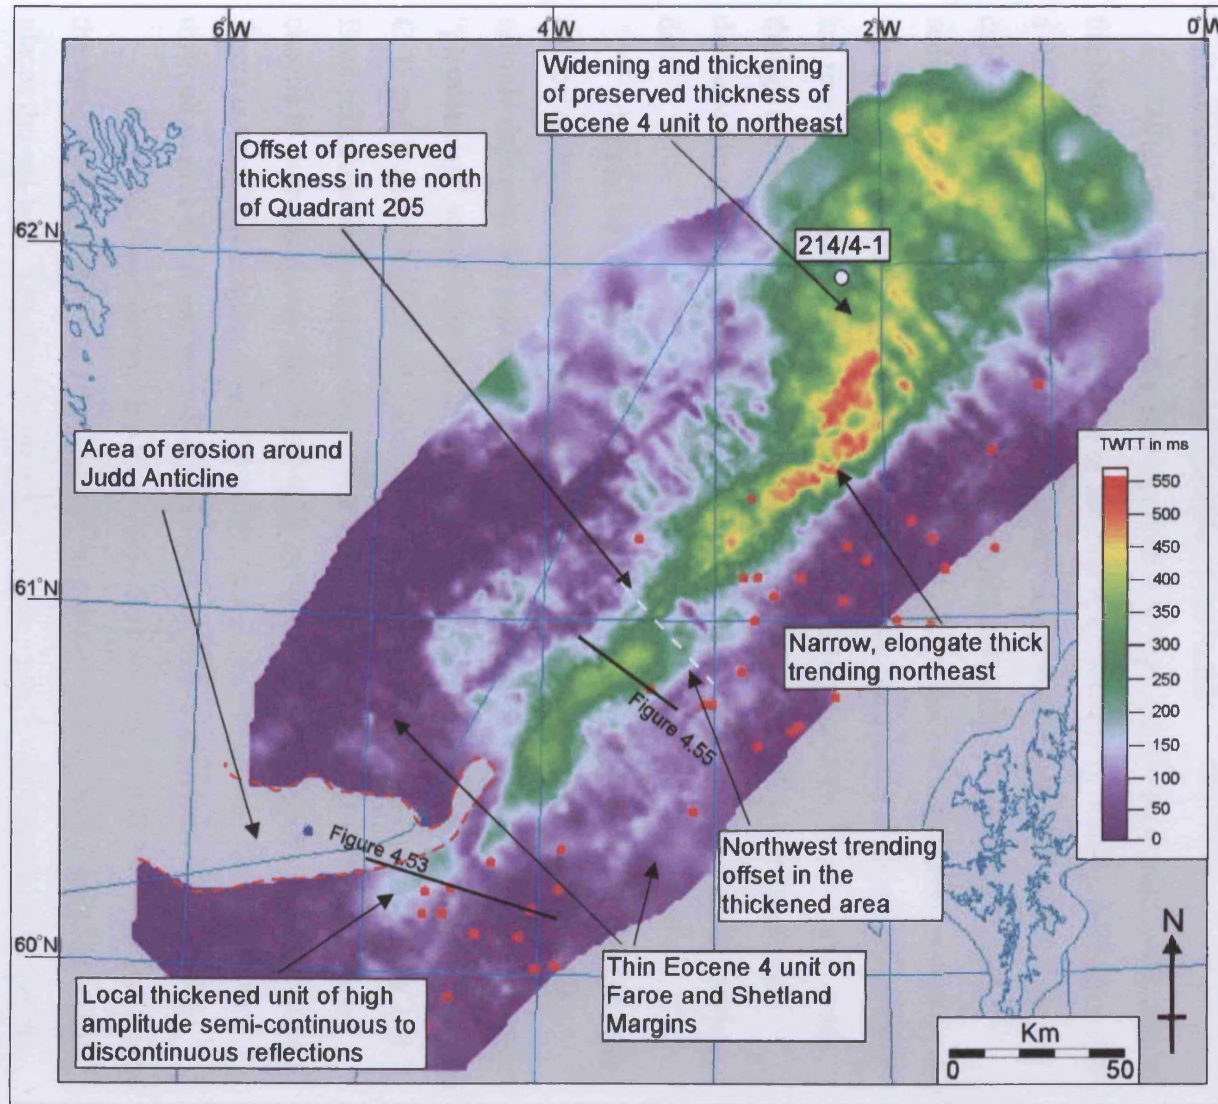 6°W
4°W
2°W
0°W
Widening and thickening
of preserved thickness of
Eocene 4 unit to northeast
Offset of preserved
thickness in the north
of Quadrant 205
62°N
214/4-1
Area of erosion around
Judd Anticline
TWTT in ms
550
500
450
400
350
300
250
200
150
100
50
0
61°N
Narrow, elongate thick
trending northeast
Figure 4.55
Figure 4.53
Northwest trending
offset in the
thickened area
60°N
Thin Eocene 4 unit on
Faroe and Shetland
Margins
Local thickened unit of high
amplitude semi-continuous to
discontinuous reflections
N
Km
0
50